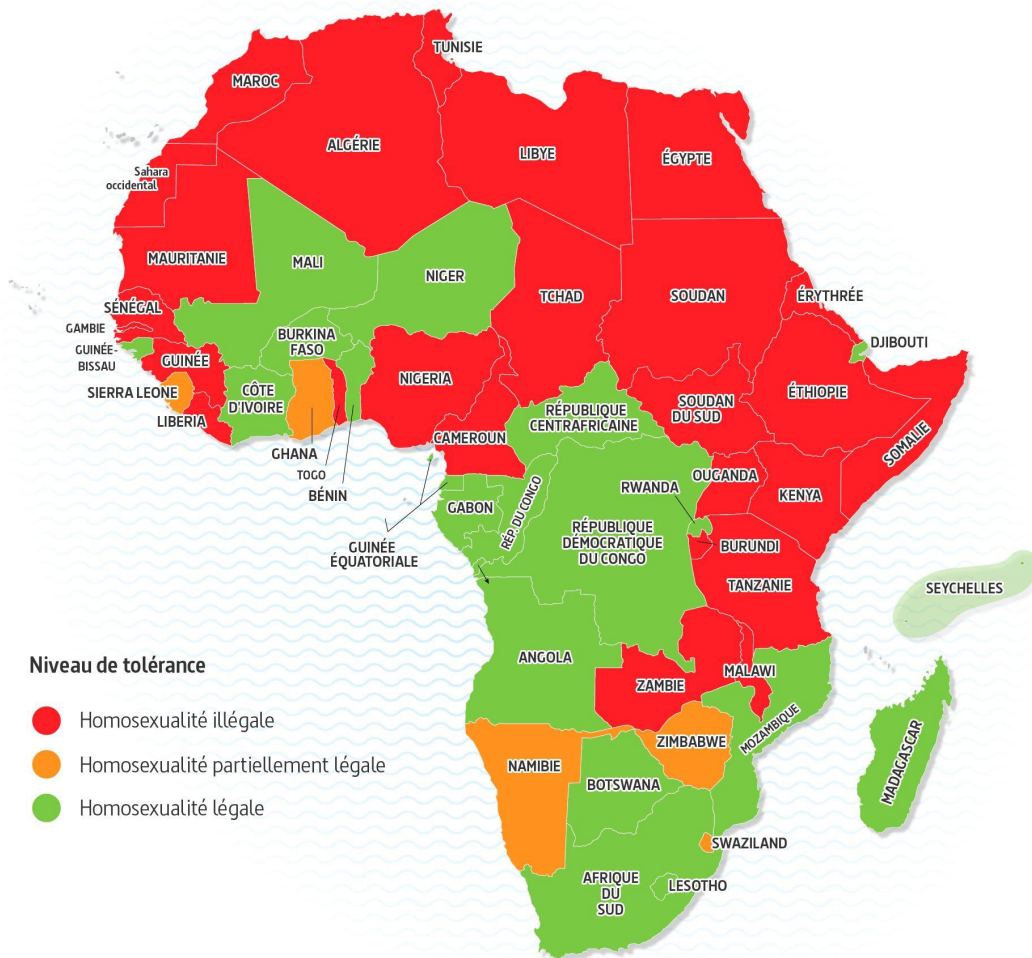 TUNISIE
MAROC
ALGÉRIE
LIBYE
ÉGYPTE
Sahara
occidental
MAURITANIE
MALI
NIGER
TCHAD
SOUDAN
ÉRYTHRÉE
SÉNÉGAL
GAMBIE
GUINÉE-
BISSAU
GUINÉE
SIERRA LEONE
LIBERIA
CÔTE
D'IVOIRE
BURKINA
FASO
GHANA
TOGO
BÉNIN
NIGERIA
CAMEROUN
RÉPUBLIQUE
CENTRAFRICAINE
SOUDAN
DU SUD
ÉTHIOPIE
DJIBOUTI
SOMALIE
OUGANDA
KENYA
RWANDA
BURUNDI
TANZANIE
GUINÉE
ÉQUATORIALE
GABON
RÉP. DU CONGO
RÉPUBLIQUE
DÉMOCRATIQUE
DU CONGO
SEYCHELLES
ANGOLA
ZAMBIE
MALAWI
MOZAMBIQUE
ZIMBABWE
NAMIBIE
BOTSWANA
MADAGASCAR
SWAZILAND
LESOTHO
AFRIQUE
DU
SUD
Niveau de tolérance
Homosexualité illégale
Homosexualité partiellement légale
Homosexualité légale